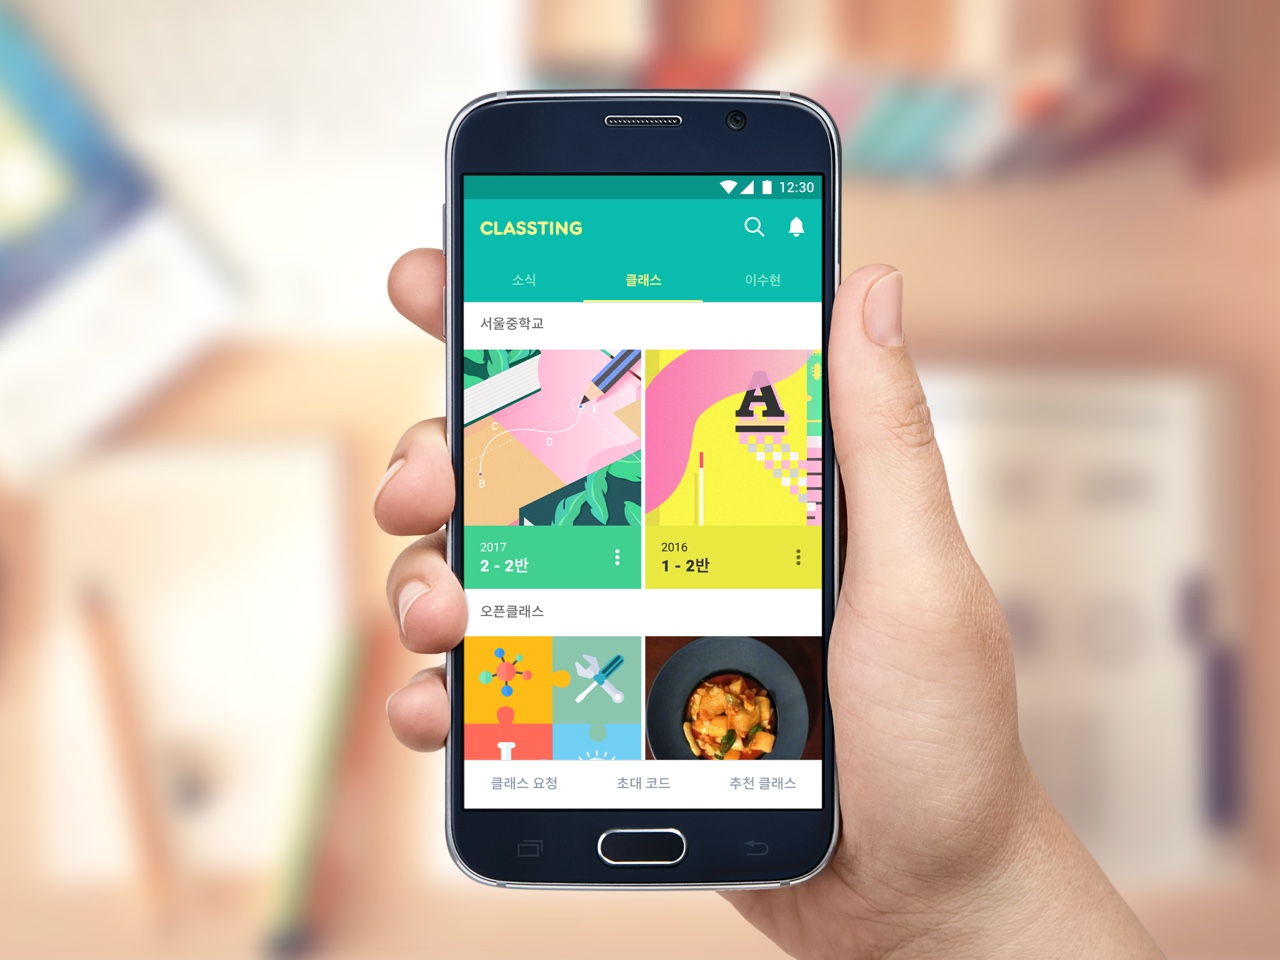 12:30
CLASSTING
소식 클래스 이수현
서울중학교
C
D
E
B
A
2017
2 - 2반
2016
1 - 2반
오픈클래스
클래스 요청 초대 코드 추천 클래스